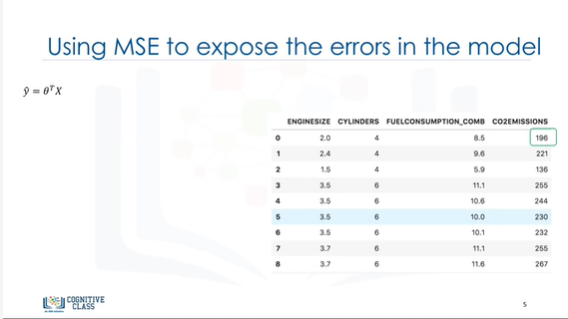 Using MSE to expose the errors in the model
ŷ = θᵀX
ENGINESIZE CYLINDERS FUELCONSUMPTION_COMB CO2EMISSIONS
0 2.0 4 8.5 196
1 2.4 4 9.6 221
2 1.5 4 5.9 136
3 3.5 6 11.1 255
4 3.5 6 10.6 244
5 3.5 6 10.0 230
6 3.5 6 10.1 232
7 3.7 6 11.1 255
8 3.7 6 11.6 267
COGNITIVE
CLASS
5